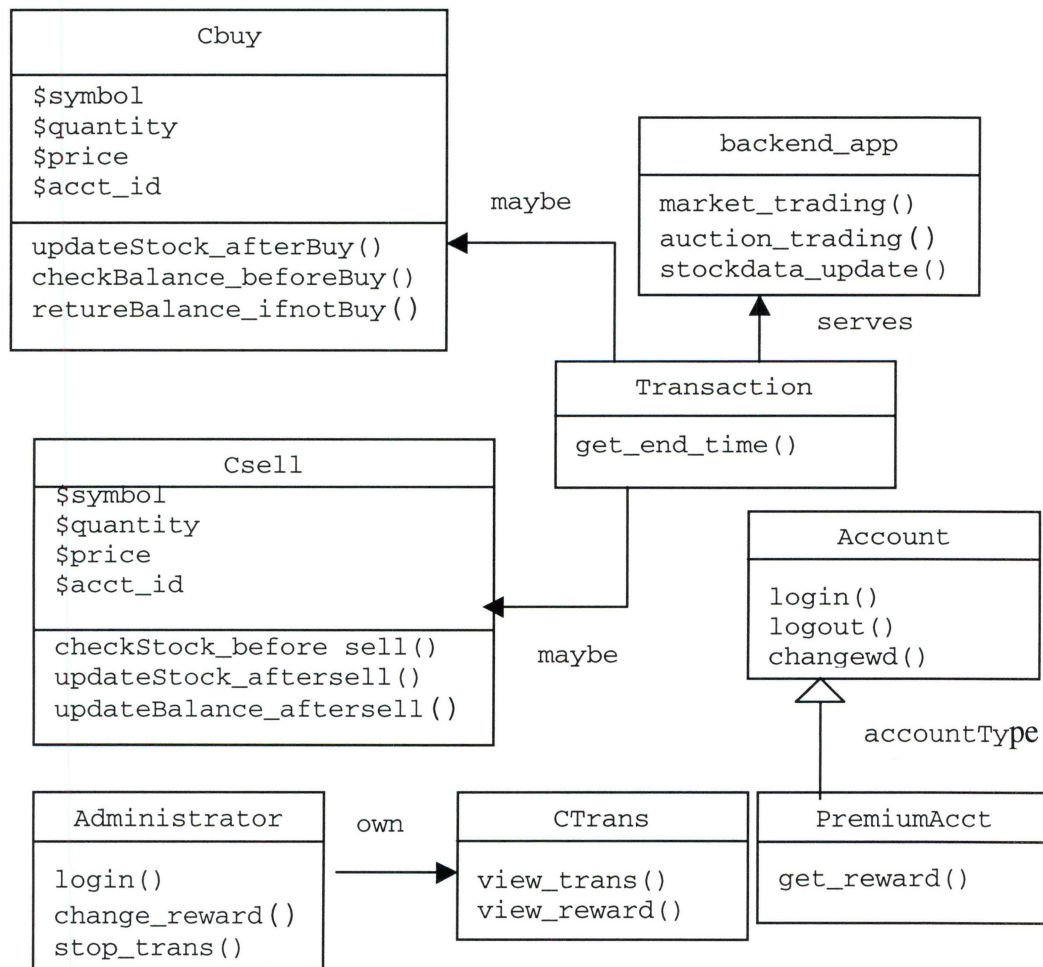 Cbuy
$symbol
$quantity
$price
$acct_id
updateStock_afterBuy()
checkBalance_beforeBuy()
retureBalance_ifnotBuy()
maybe
backend_app
market_trading()
auction_trading()
stockdata_update()
serves
Transaction
get_end_time()
Csell
$symbol
$quantity
$price
$acct_id
checkStock_before sell()
updateStock_aftersell()
updateBalance_aftersell()
maybe
Account
login()
logout()
changewd()
accountType
Administrator
login()
change_reward()
stop_trans()
own
CTrans
view_trans()
view_reward()
PremiumAcct
get_reward()